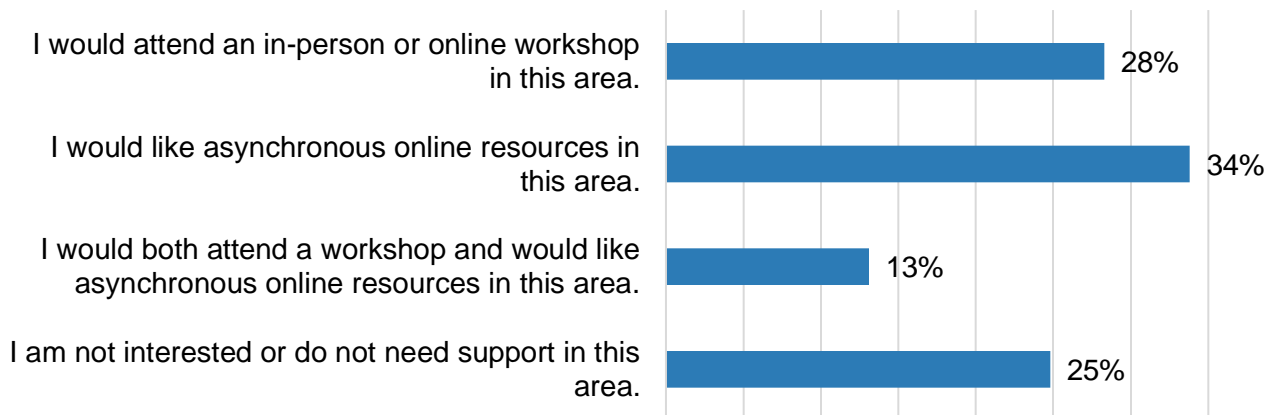 I would attend an in-person or online workshop
in this area.
28%
I would like asynchronous online resources in
this area.
34%
I would both attend a workshop and would like
asynchronous online resources in this area.
13%
I am not interested or do not need support in this
area.
25%